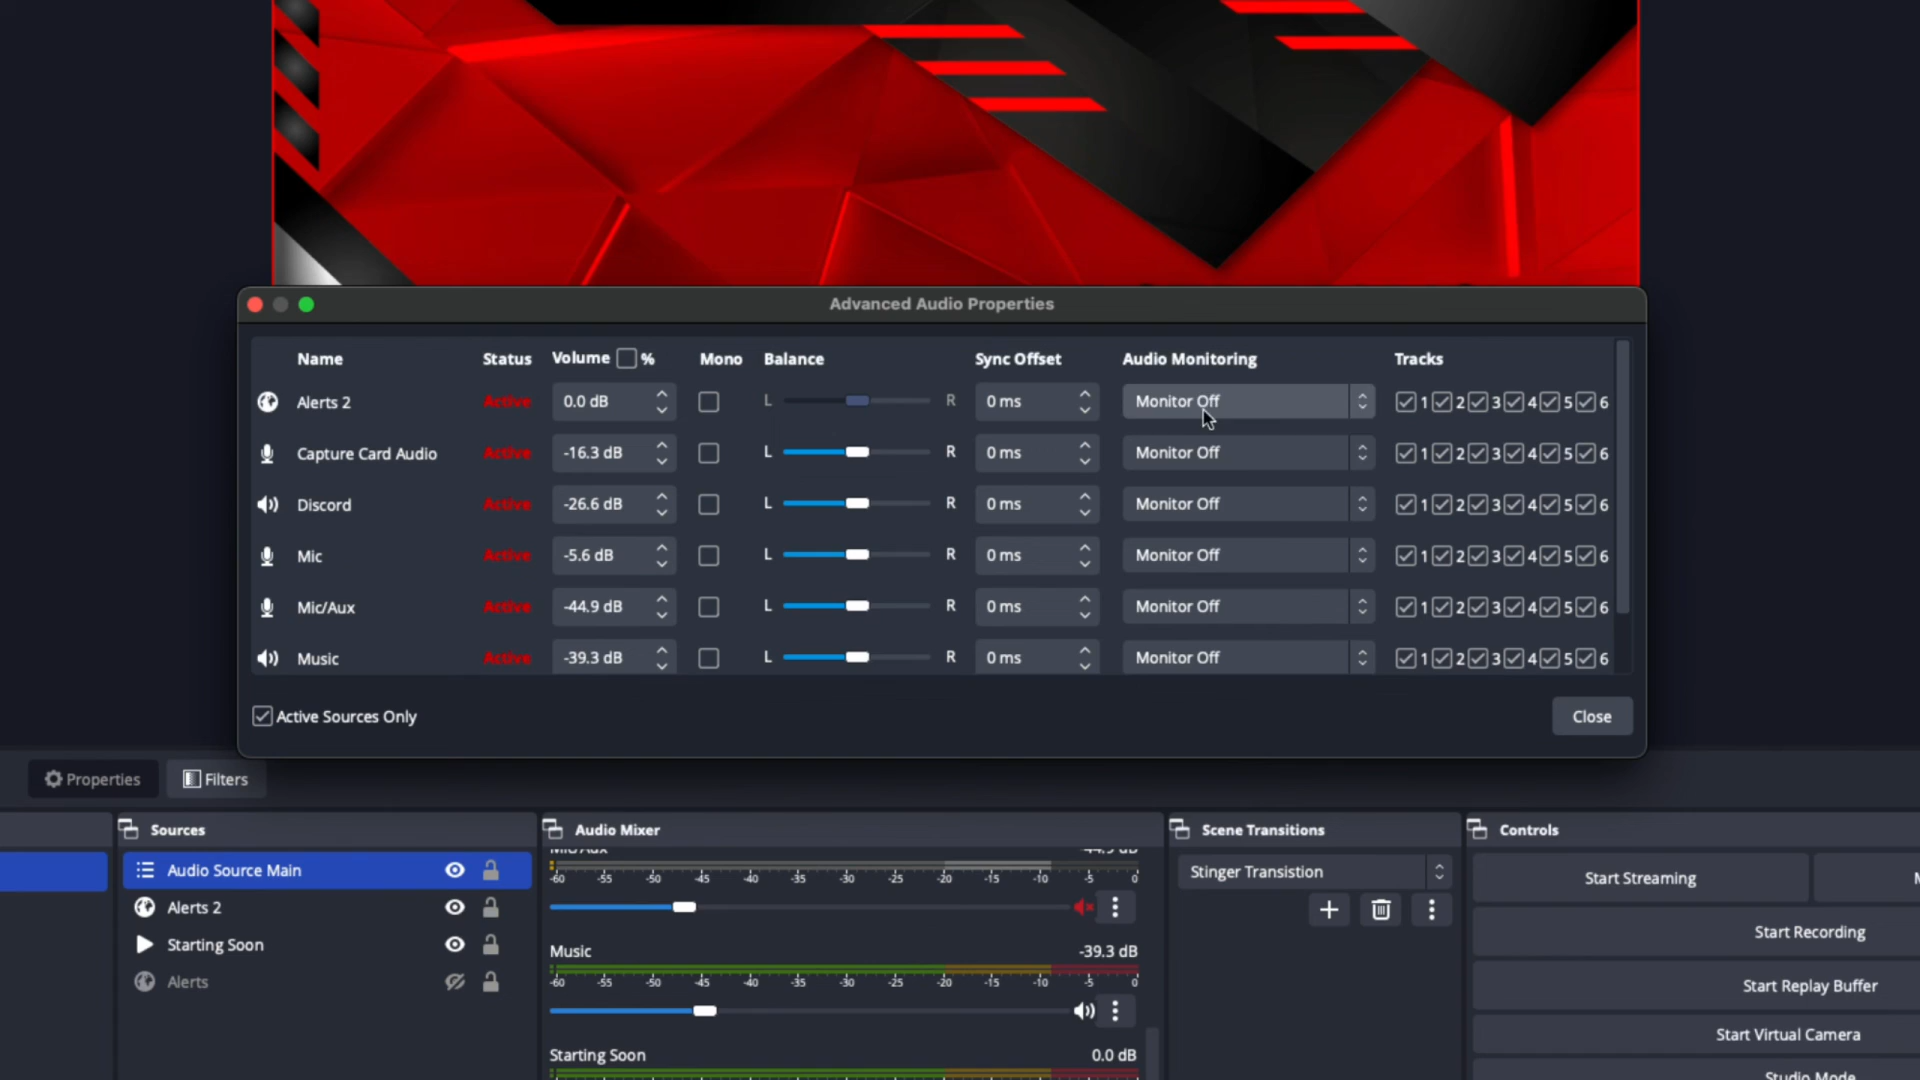 Advanced Audio Properties
Name Status Volume % Mono Balance Sync Offset Audio Monitoring Tracks
Alerts 2 Active 0.0 dB L R 0 ms Monitor Off 1 2 3 4 5 6
Capture Card Audio Active -16.3 dB L R 0 ms Monitor Off 1 2 3 4 5 6
Discord Active -26.6 dB L R 0 ms Monitor Off 1 2 3 4 5 6
Mic Active -5.6 dB L R 0 ms Monitor Off 1 2 3 4 5 6
Mic/Aux Active -44.9 dB L R 0 ms Monitor Off 1 2 3 4 5 6
Music Active -39.3 dB L R 0 ms Monitor Off 1 2 3 4 5 6
Active Sources Only
Close
Properties Filters
Sources
Audio Source Main
Alerts 2
Starting Soon
Alerts
Audio Mixer
Mic/Aux -44.9 dB
-60 -55 -50 -45 -40 -35 -30 -25 -20 -15 -10 -5 0
Music -39.3 dB
-60 -55 -50 -45 -40 -35 -30 -25 -20 -15 -10 -5 0
Starting Soon 0.0 dB
Scene Transitions
Stinger Transistion
Controls
Start Streaming
Start Recording
Start Replay Buffer
Start Virtual Camera
Studio Mode